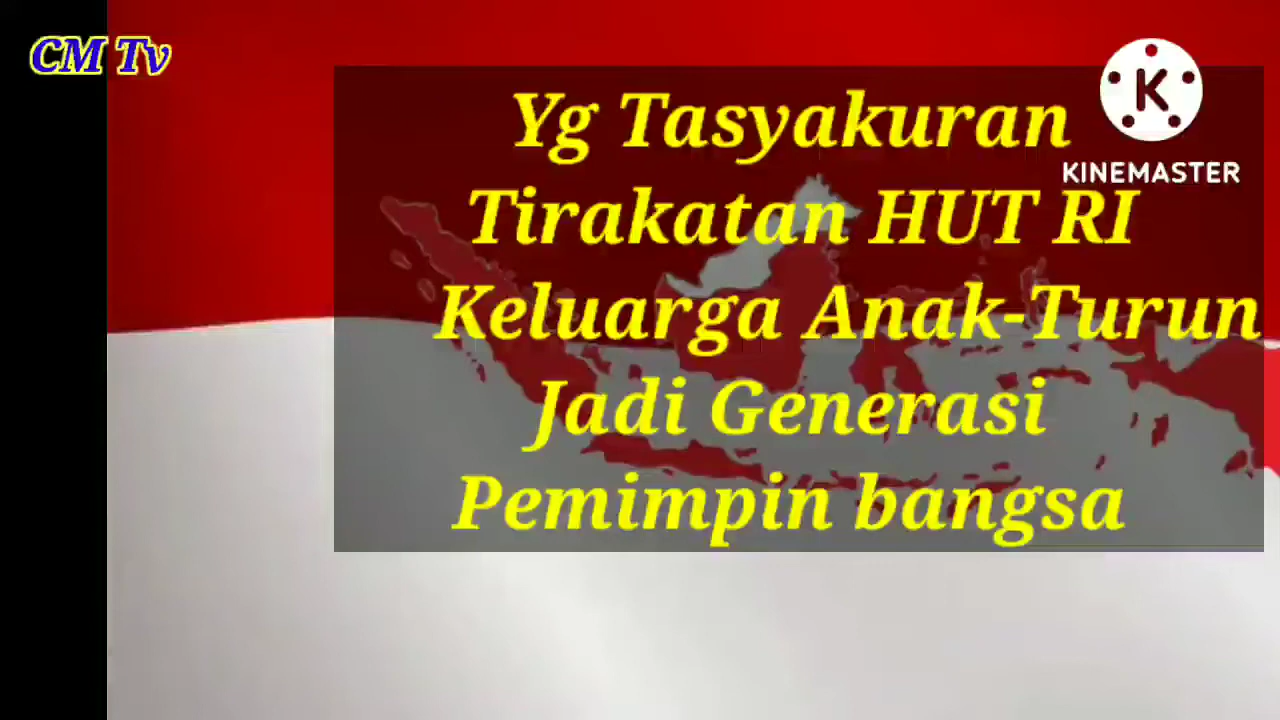 CM Tv
Yg Tasyakuran
KINEMASTER
Tirakatan HUT RI
Keluarga Anak-Turun
Jadi Generasi
Pemimpin bangsa